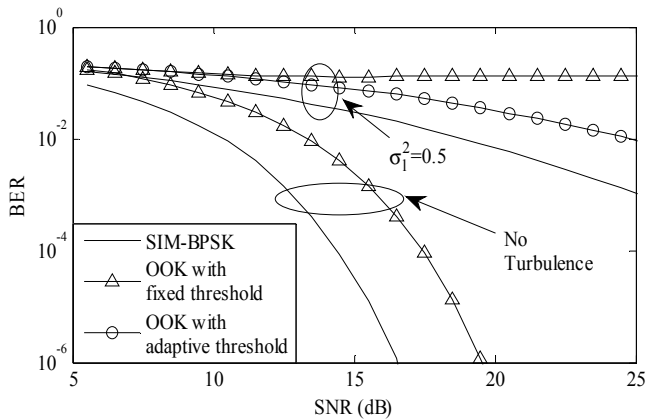 10^0
10^-2
10^-4
10^-6
BER
σ_l^2=0.5
No
Turbulence
SIM-BPSK
OOK with
fixed threshold
OOK with
adaptive threshold
5 10 15 20 25
SNR (dB)